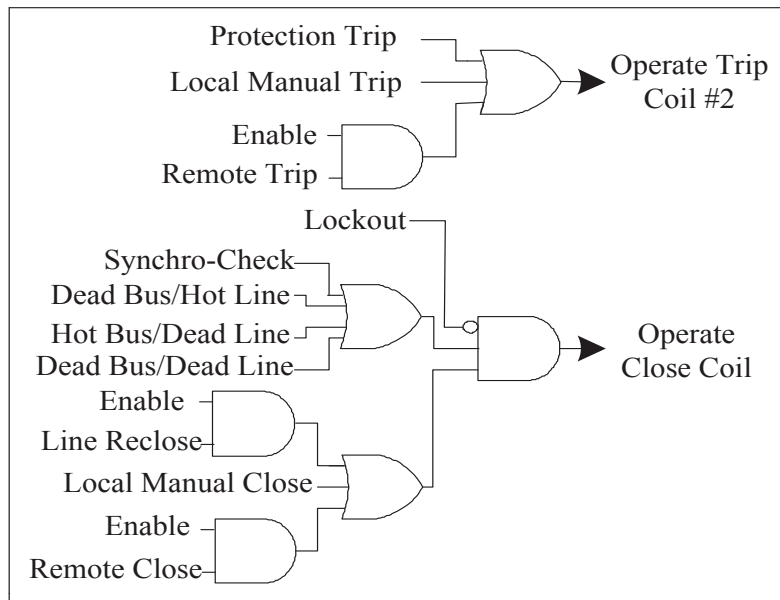 Protection Trip
Local Manual Trip
Enable
Remote Trip
Operate Trip
Coil #2
Lockout
Synchro-Check
Dead Bus/Hot Line
Hot Bus/Dead Line
Dead Bus/Dead Line
Enable
Line Reclose
Local Manual Close
Enable
Remote Close
Operate
Close Coil